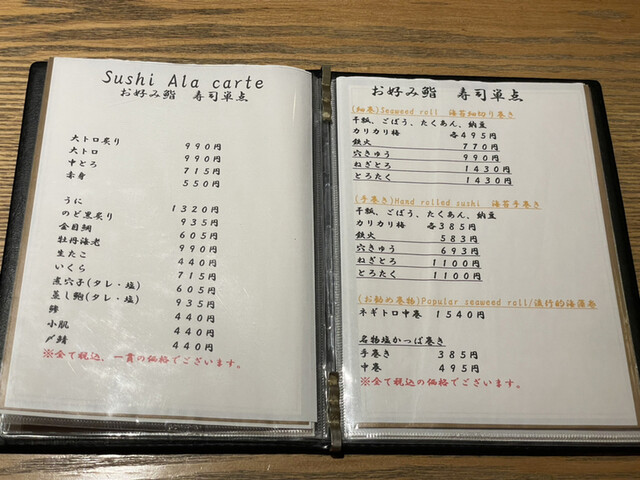 Sushi Ala carte
お好み鮨 寿司単点
大トロ炙り 990円
大トロ 990円
中とろ 715円
赤身 550円
うに 1320円
のど黒炙り 935円
金目鯛 605円
牡丹海老 990円
生たこ 440円
いくら 715円
煮穴子(タレ・塩) 605円
蒸し鮑(タレ・塩) 935円
鯵 440円
小肌 440円
〆鯖 440円
※全て税込、一貫の価格でございます。
お好み鮨 寿司単点
(細巻)Seaweed roll 海苔細切り巻き
干瓢、ごぼう、たくあん、納豆
カリカリ梅 各495円
鉄火 770円
穴きゅう 990円
ねぎとろ 1430円
とろたく 1430円
(手巻き)Hand rolled sushi 海苔手巻き
干瓢、ごぼう、たくあん、納豆
カリカリ梅 各385円
鉄火 583円
穴きゅう 693円
ねぎとろ 1100円
とろたく 1100円
(お勧め巻物)Popular seaweed roll/流行的海藻卷
ネギトロ中巻 1540円
名物塩かっぱ巻き
手巻き 385円
中巻 495円
※全て税込の価格でございます。